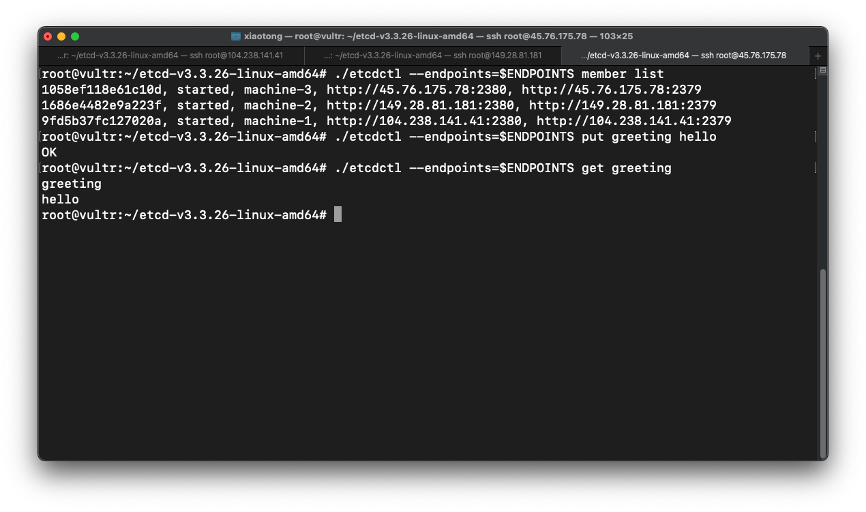 xiaotong — root@vultr: ~/etcd-v3.3.26-linux-amd64 — ssh root@45.76.175.78 — 103×25
...r: ~/etcd-v3.3.26-linux-amd64 — ssh root@104.238.141.41
...: ~/etcd-v3.3.26-linux-amd64 — ssh root@149.28.81.181
.../etcd-v3.3.26-linux-amd64 — ssh root@45.76.175.78
+
[root@vultr:~/etcd-v3.3.26-linux-amd64# ./etcdctl --endpoints=$ENDPOINTS member list ]
1058ef118e61c10d, started, machine-3, http://45.76.175.78:2380, http://45.76.175.78:2379
1686e4482e9a223f, started, machine-2, http://149.28.81.181:2380, http://149.28.81.181:2379
9fd5b37fc127020a, started, machine-1, http://104.238.141.41:2380, http://104.238.141.41:2379
[root@vultr:~/etcd-v3.3.26-linux-amd64# ./etcdctl --endpoints=$ENDPOINTS put greeting hello ]
OK
[root@vultr:~/etcd-v3.3.26-linux-amd64# ./etcdctl --endpoints=$ENDPOINTS get greeting ]
greeting
hello
root@vultr:~/etcd-v3.3.26-linux-amd64#